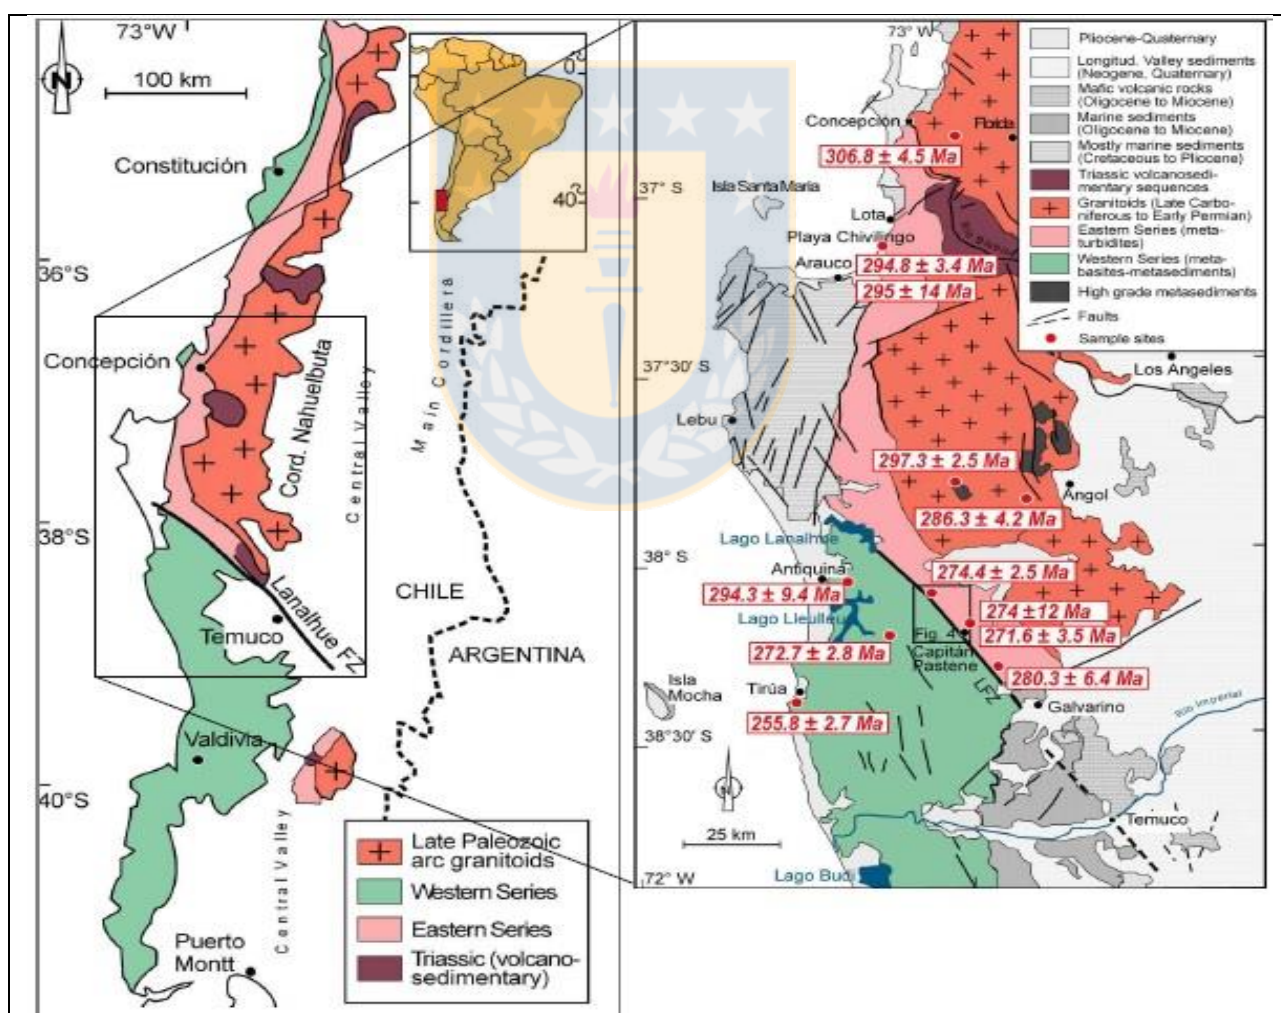 73°W
N
100 km
0°
40°
Constitución
36°S
Concepción
Cord. Nahuelbuta
Central Valley
Main Cordillera
38°S
Lanalhue FZ
Temuco
CHILE
ARGENTINA
Valdivia
40°S
Central Valley
Puerto
Montt
Late Paleozoic
arc granitoids
Western Series
Eastern Series
Triassic (volcano-
sedimentary)
73° W
Concepción
Florida
306.8 ± 4.5 Ma
Isla Santa María
37° S
Lota
Playa Chivilingo
Arauco
294.8 ± 3.4 Ma
295 ± 14 Ma
37°30' S
Los Angeles
Lebu
297.3 ± 2.5 Ma
Angol
286.3 ± 4.2 Ma
Lago Lanalhue
38° S
Antiquina
274.4 ± 2.5 Ma
294.3 ± 9.4 Ma
274 ±12 Ma
Lago Lleulleu
Fig. 4
271.6 ± 3.5 Ma
272.7 ± 2.8 Ma
Capitán
Pastene
280.3 ± 6.4 Ma
Isla
Mocha
Tirúa
LFZ
Galvarino
Río Imperial
255.8 ± 2.7 Ma
38°30' S
N
25 km
Temuco
72° W
Lago Budi
Pliocene-Quaternary
Longitud. Valley sediments
(Neogene, Quaternary)
Mafic volcanic rocks
(Oligocene to Miocene)
Marine sediments
(Oligocene to Miocene)
Mostly marine sediments
(Cretaceous to Pliocene)
Triassic volcanosedi-
mentary sequences
Granitoids (Late Carbo-
niferous to Early Permian)
Eastern Series (meta-
turbidites)
Western Series (meta-
basites-metasediments)
High grade metasediments
Faults
Sample sites